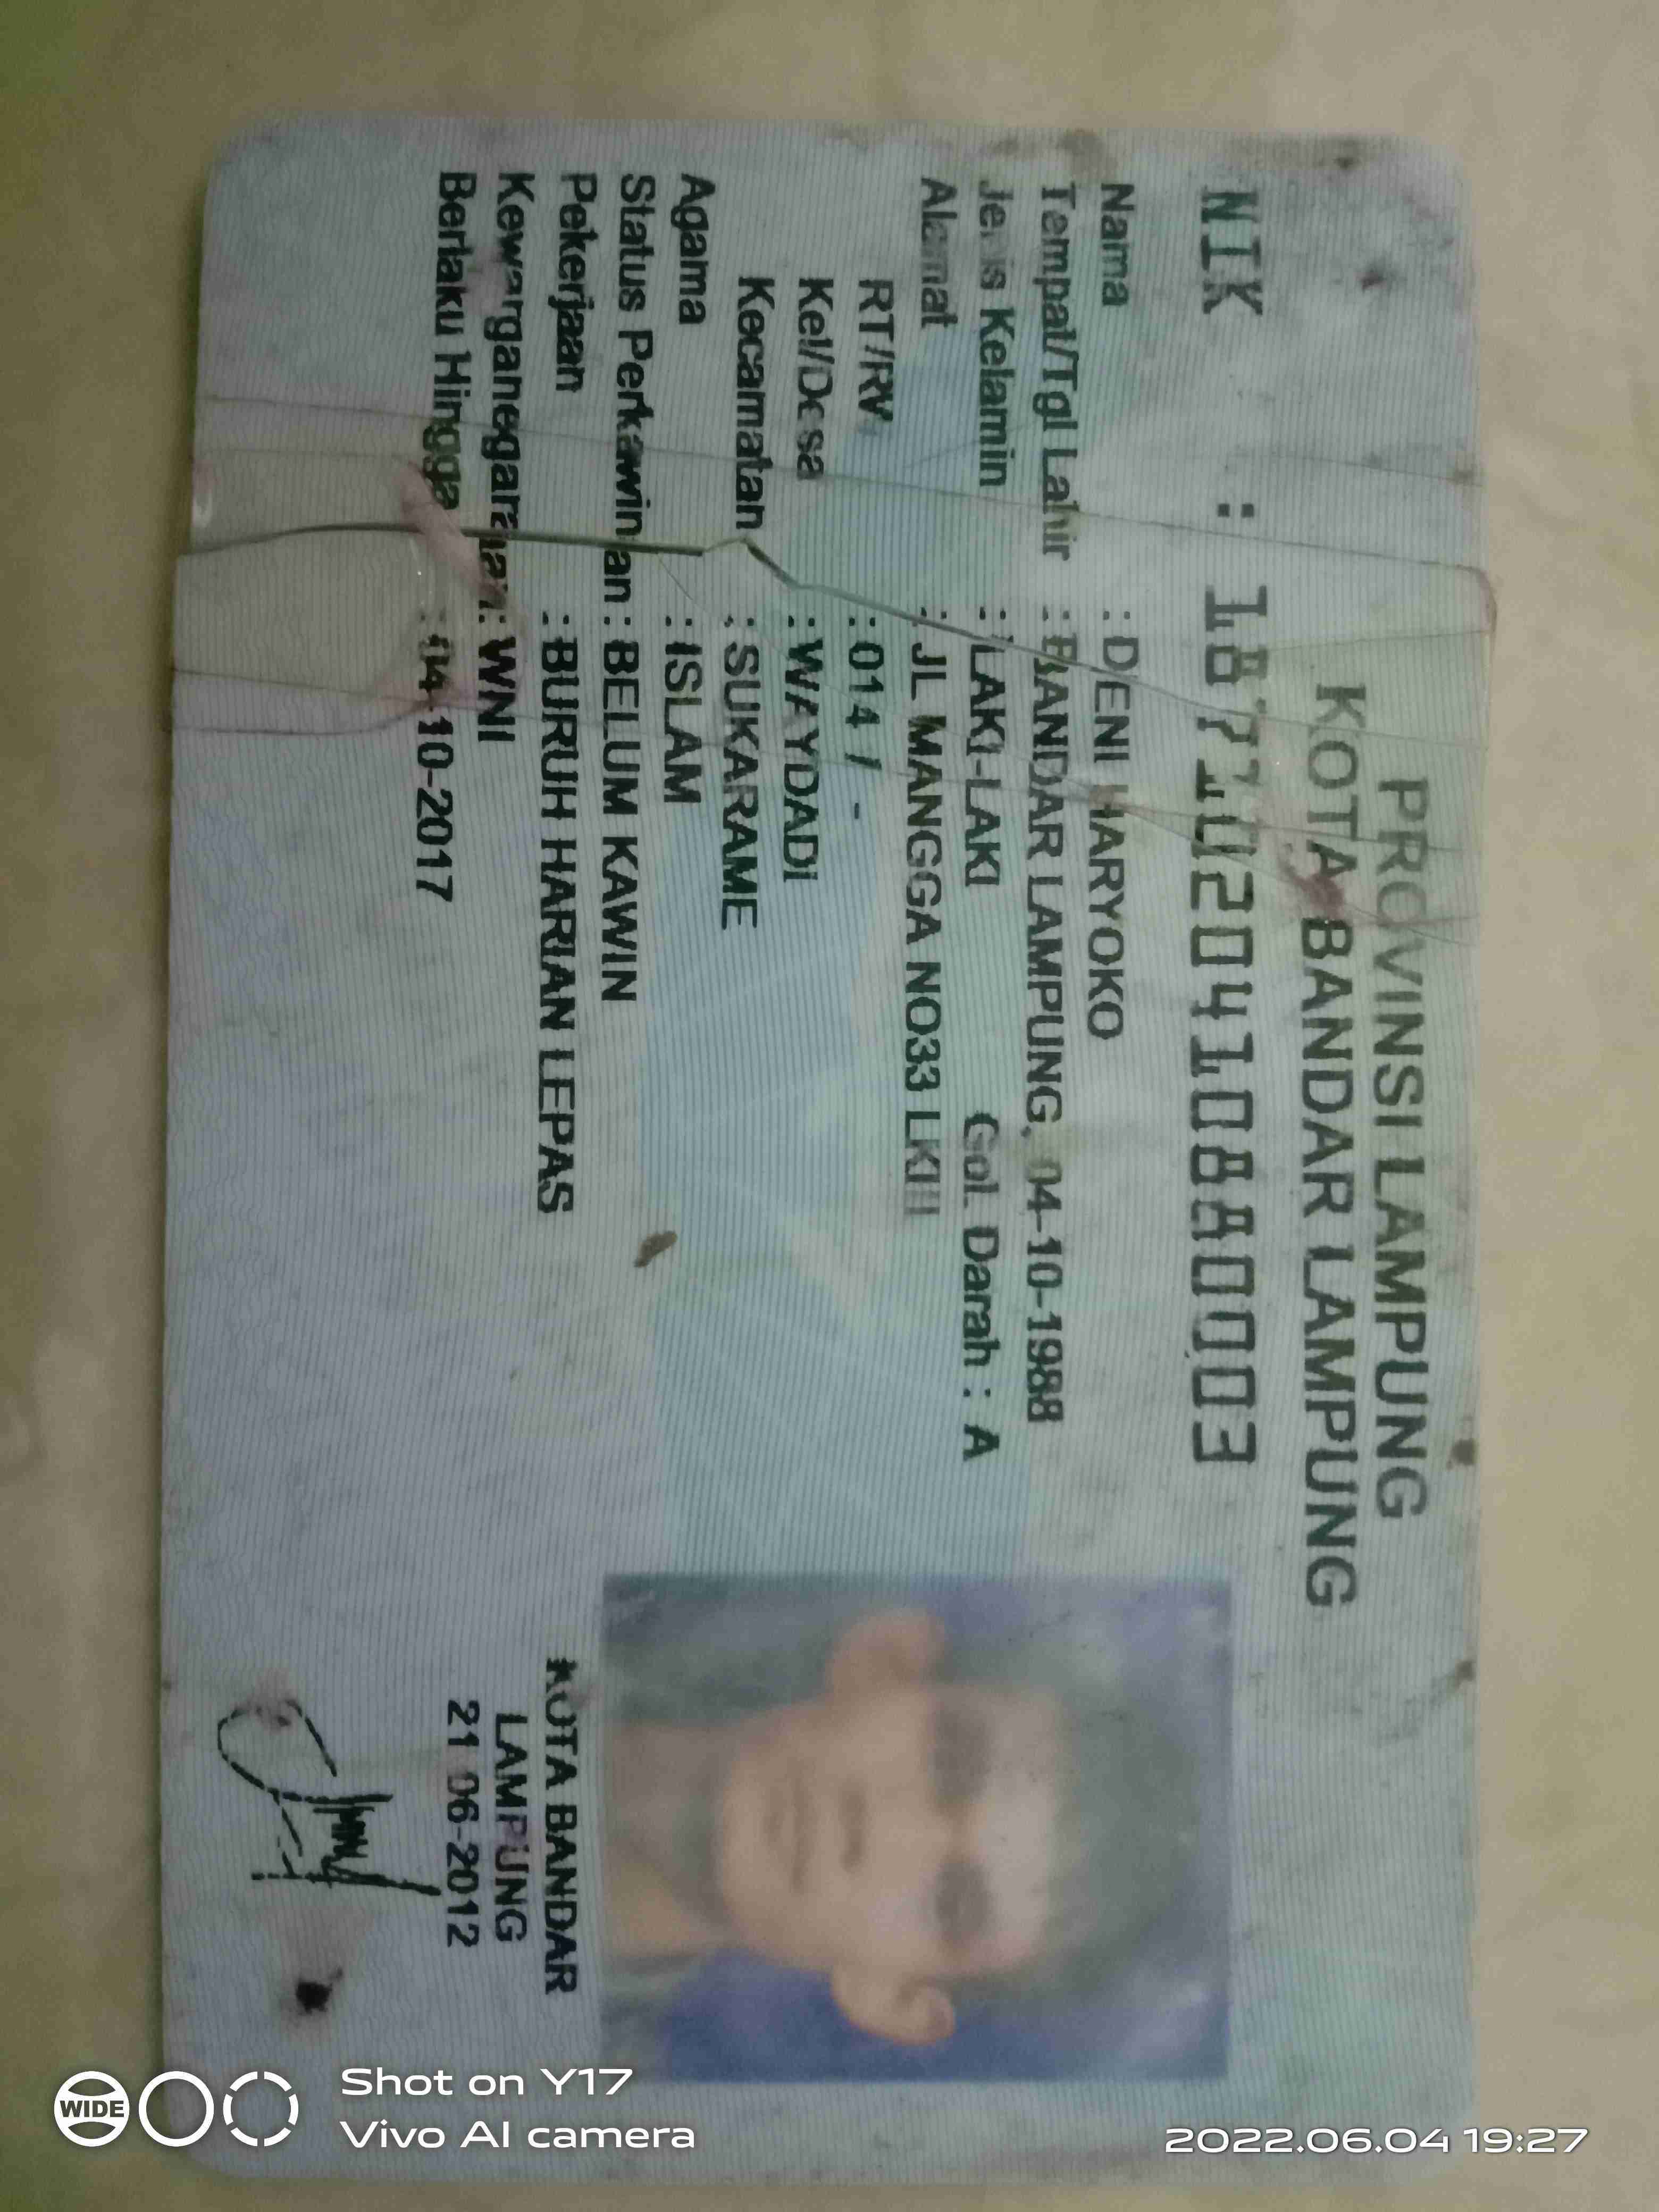 PROVINSI LAMPUNG
KOTA BANDAR LAMPUNG
NIK : 1871020410880003
Nama : DENI HARYOKO
Tempat/Tgl Lahir : BANDAR LAMPUNG, 04-10-1988
Jenis Kelamin : LAKI-LAKI Gol. Darah : A
Alamat : JL MANGGA NO33 LKIII
RT/RW : 014 / -
Kel/Desa : WAYDADI
Kecamatan : SUKARAME
Agama : ISLAM
Status Perkawinan : BELUM KAWIN
Pekerjaan : BURUH HARIAN LEPAS
Kewarganegaraan : WNI
Berlaku Hingga : 04-10-2017
KOTA BANDAR
LAMPUNG
21-06-2012
WIDE
Shot on Y17
Vivo AI camera
2022.06.04 19:27